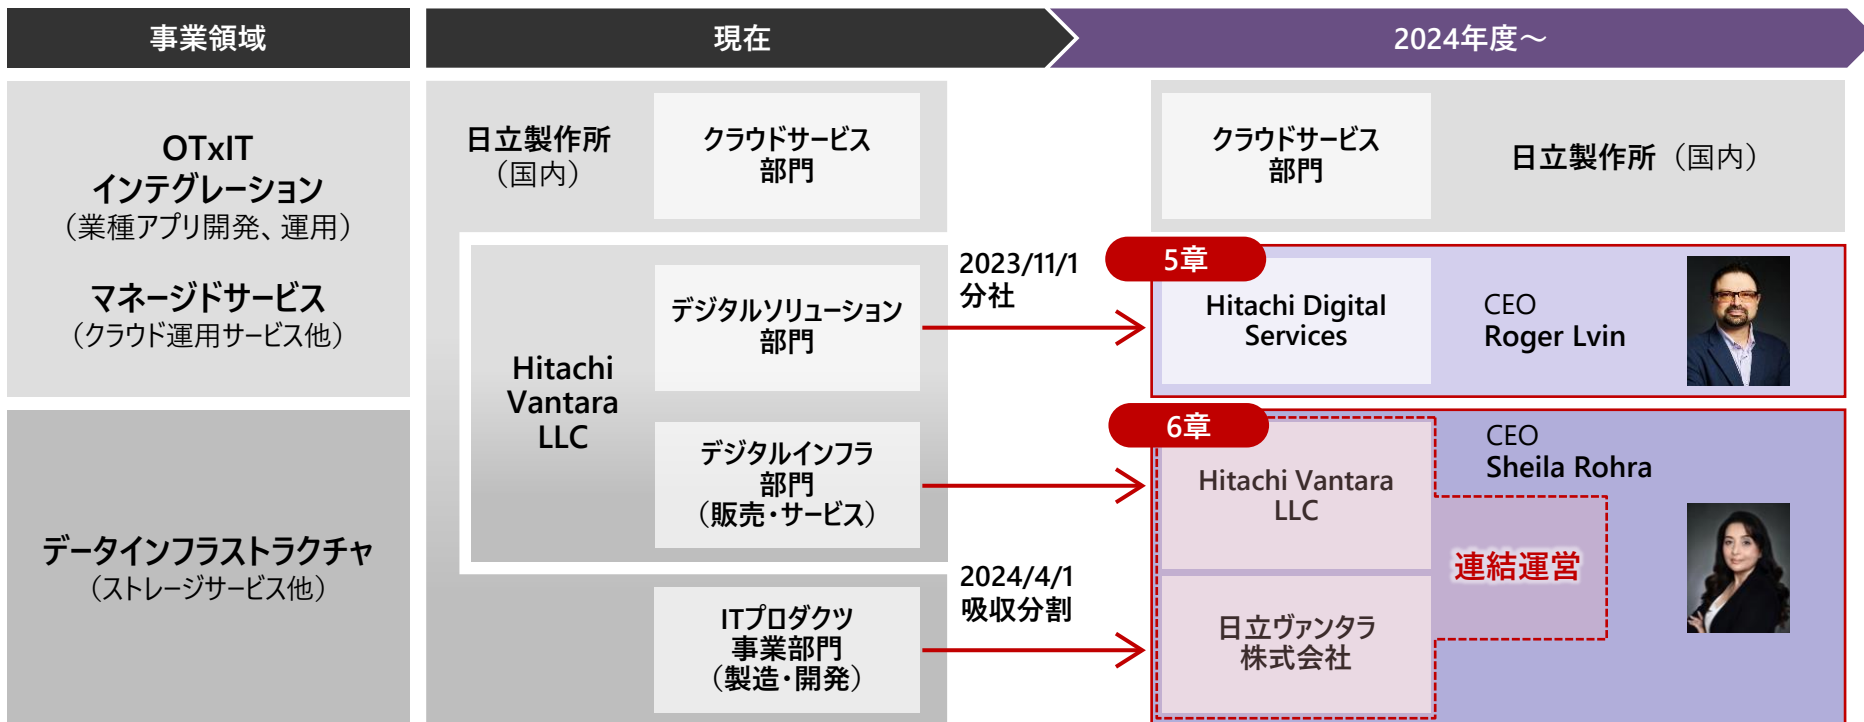 事業領域
現在
2024年度～
OTxIT
インテグレーション
（業種アプリ開発、運用）
マネージドサービス
（クラウド運用サービス他）
データインフラストラクチャ
（ストレージサービス他）
日立製作所
（国内）
クラウドサービス
部門
Hitachi
Vantara
LLC
デジタルソリューション
部門
デジタルインフラ
部門
（販売・サービス）
ITプロダクツ
事業部門
（製造・開発）
2023/11/1
分社
2024/4/1
吸収分割
クラウドサービス
部門
日立製作所（国内）
5章
Hitachi Digital
Services
CEO
Roger Lvin
6章
Hitachi Vantara
LLC
CEO
Sheila Rohra
連結運営
日立ヴァンタラ
株式会社